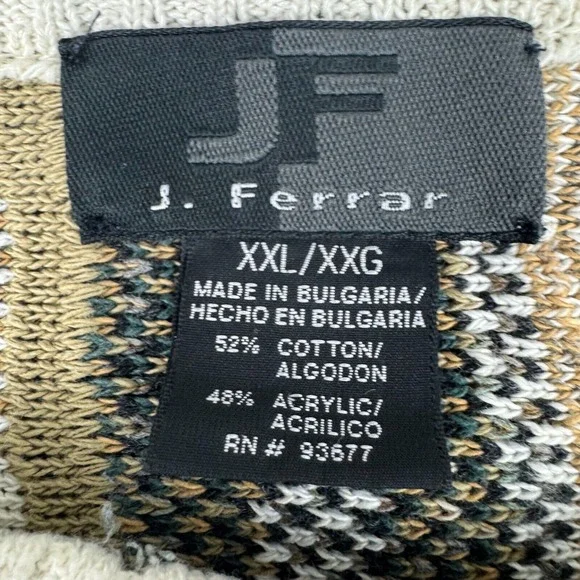 JF
J. Ferrar
XXL/XXG
MADE IN BULGARIA/
HECHO EN BULGARIA
52% COTTON/
ALGODON
48% ACRYLIC/
ACRILICO
RN # 93677